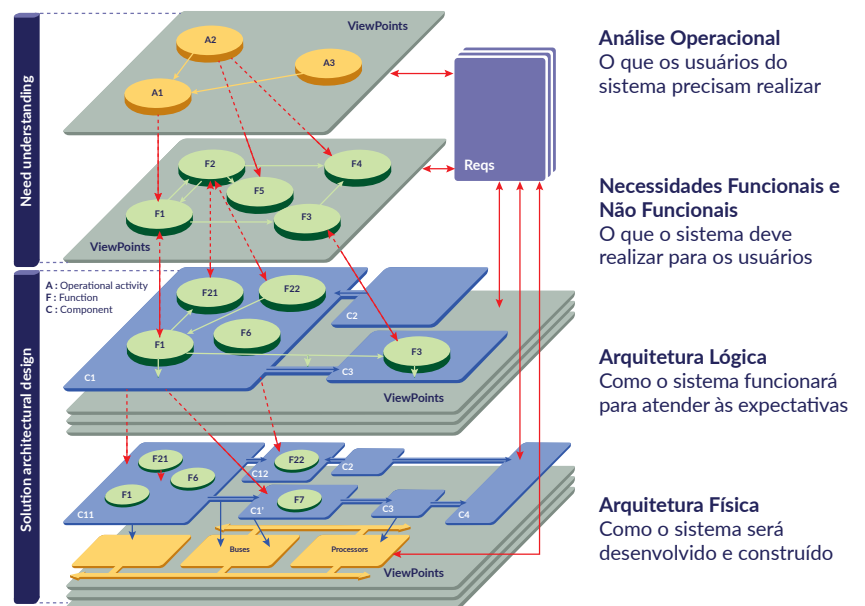 Need understanding
Solution architectural design
ViewPoints
A2
A3
A1
Reqs
F2
F4
F5
F1
F3
ViewPoints
A : Operational activity
F : Function
C : Component
F21
F22
F6
F1
F3
C2
C3
C1
ViewPoints
F21
F22
F6
F1
F7
C12
C2
C11
C1'
C3
C4
Buses
Processors
ViewPoints
Análise Operacional
O que os usuários do
sistema precisam realizar
Necessidades Funcionais e
Não Funcionais
O que o sistema deve
realizar para os usuários
Arquitetura Lógica
Como o sistema funcionará
para atender às expectativas
Arquitetura Física
Como o sistema será
desenvolvido e construído